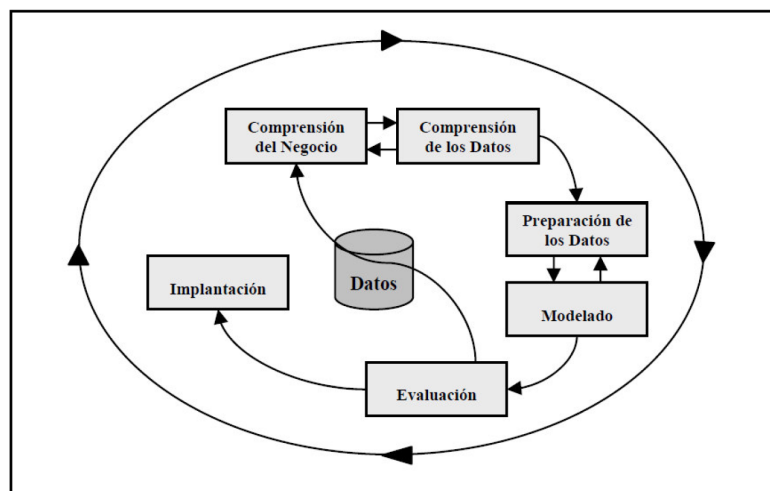 Comprensión
del Negocio
Comprensión
de los Datos
Preparación de
los Datos
Modelado
Evaluación
Implantación
Datos